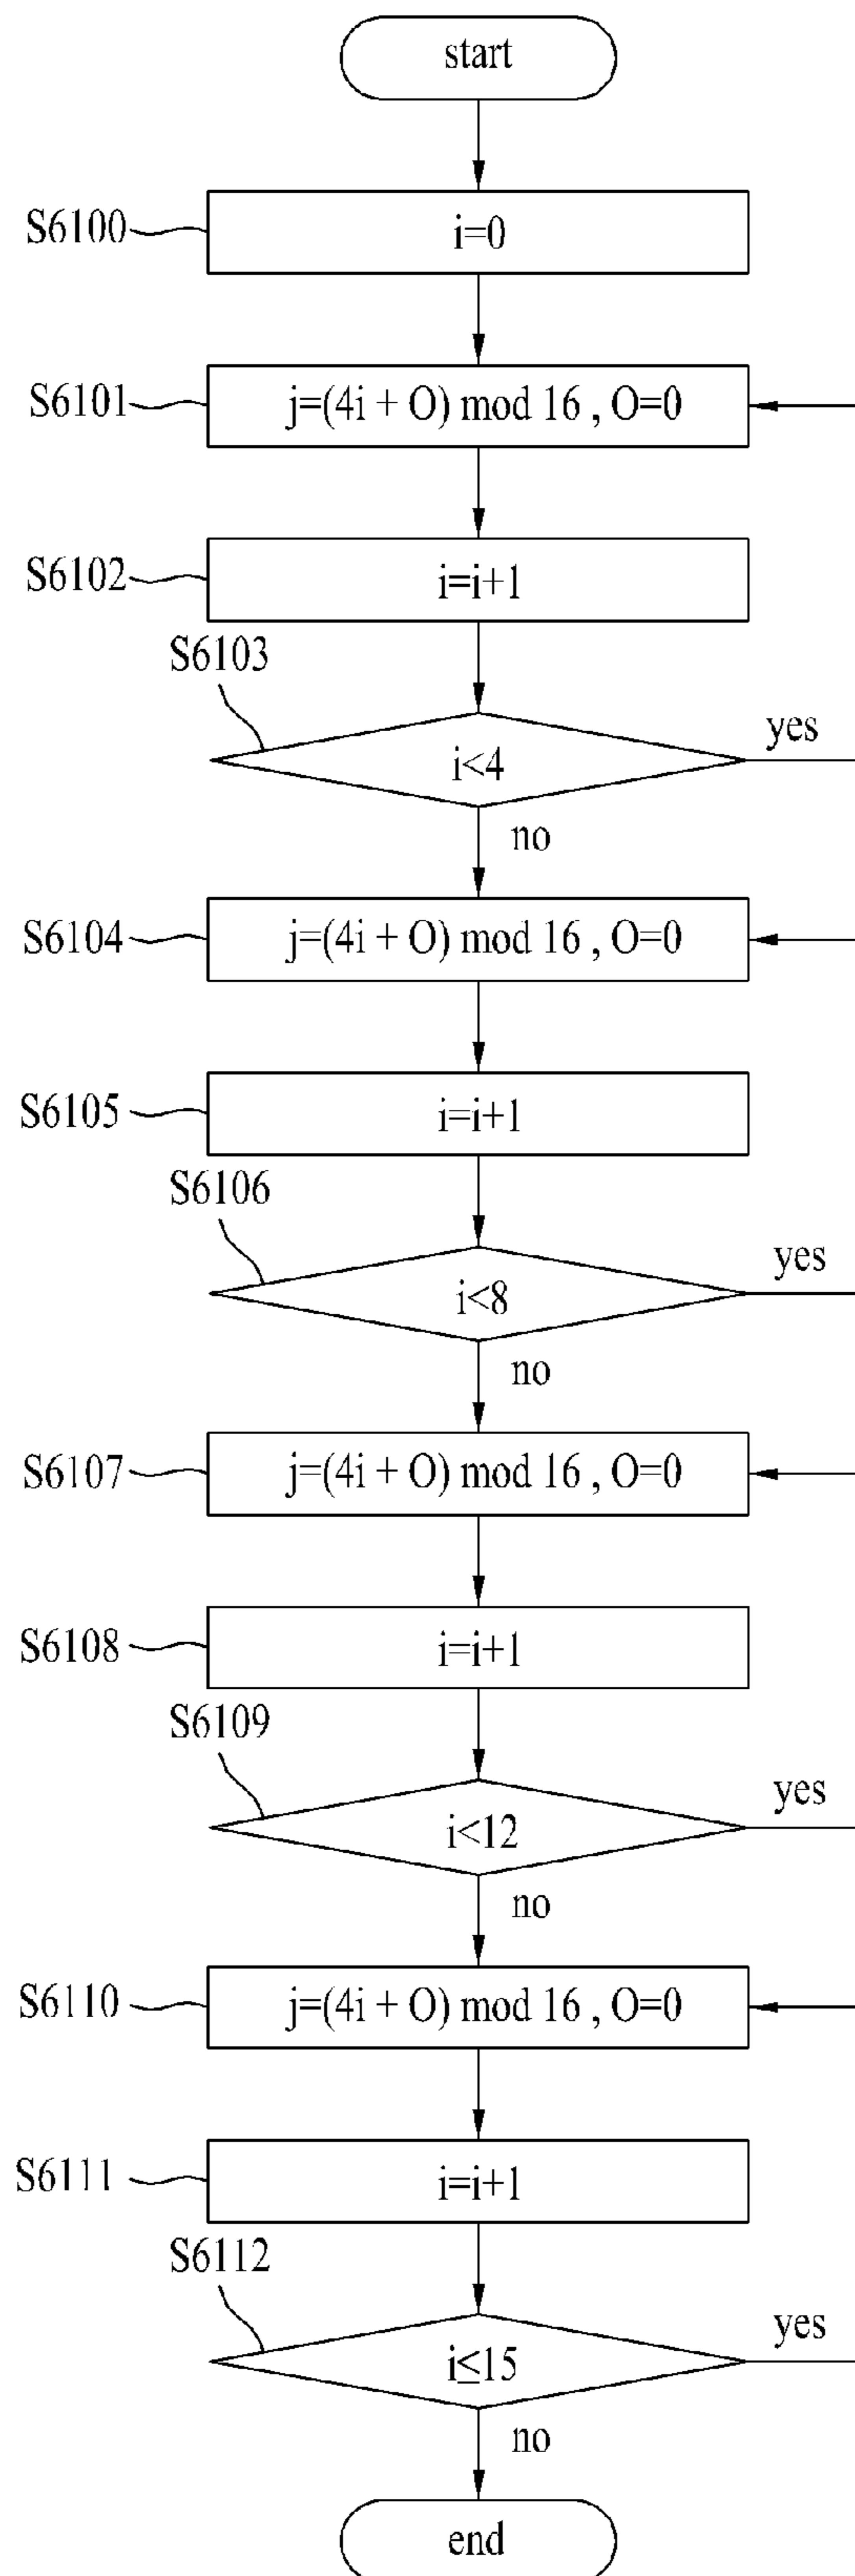 start
S6100
i=0
S6101
j=(4i + O) mod 16 , O=0
S6102
i=i+1
S6103
i<4
yes
no
S6104
j=(4i + O) mod 16 , O=0
S6105
i=i+1
S6106
i<8
yes
no
S6107
j=(4i + O) mod 16 , O=0
S6108
i=i+1
S6109
i<12
yes
no
S6110
j=(4i + O) mod 16 , O=0
S6111
i=i+1
S6112
i≤15
yes
no
end